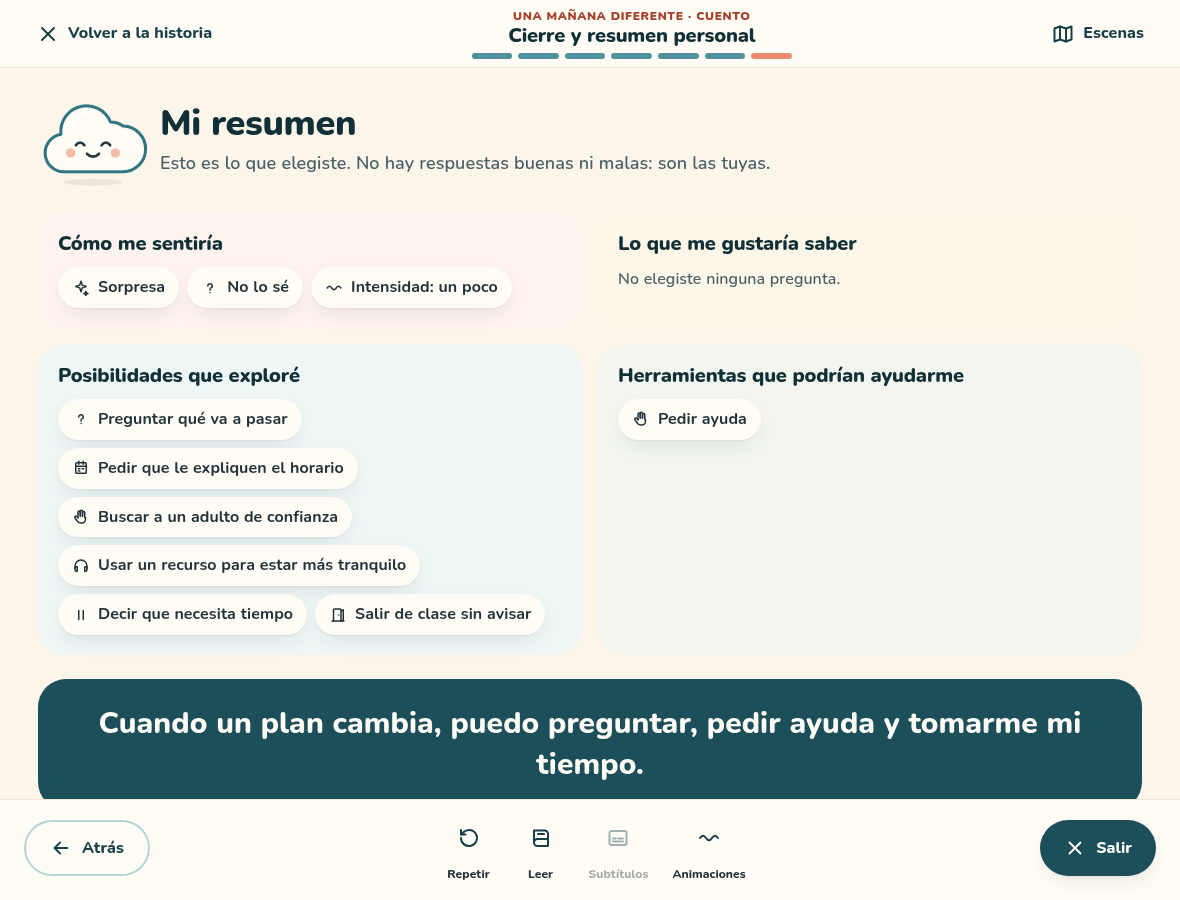 Volver a la historia
UNA MAÑANA DIFERENTE · CUENTO
Cierre y resumen personal
Escenas
Mi resumen
Esto es lo que elegiste. No hay respuestas buenas ni malas: son las tuyas.
Cómo me sentiría
Sorpresa
? No lo sé
Intensidad: un poco
Lo que me gustaría saber
No elegiste ninguna pregunta.
Posibilidades que exploré
? Preguntar qué va a pasar
Pedir que le expliquen el horario
Buscar a un adulto de confianza
Usar un recurso para estar más tranquilo
Decir que necesita tiempo
Salir de clase sin avisar
Herramientas que podrían ayudarme
Pedir ayuda
Cuando un plan cambia, puedo preguntar, pedir ayuda y tomarme mi
tiempo.
Atrás
Repetir
Leer
Subtítulos
Animaciones
Salir